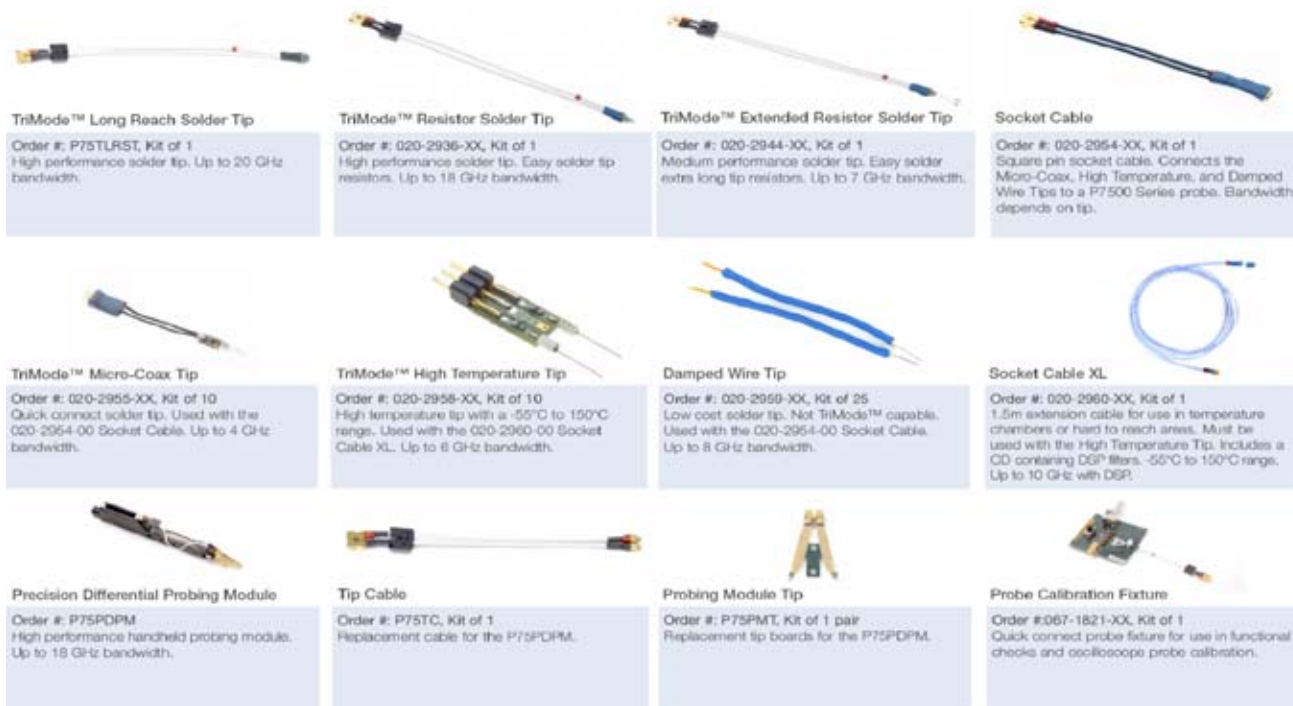 TriMode™ Long Reach Solder Tip
Order #: P75TLRST, Kit of 1
High performance solder tip. Up to 20 GHz
bandwidth.
TriMode™ Resistor Solder Tip
Order #: 020-2936-XX, Kit of 1
High performance solder tip. Easy solder tip
resistors. Up to 18 GHz bandwidth.
TriMode™ Extended Resistor Solder Tip
Order #: 020-2944-XX, Kit of 1
Medium performance solder tip. Easy solder
extra long tip resistors. Up to 7 GHz bandwidth.
Socket Cable
Order #: 020-2954-XX, Kit of 1
Square pin socket cable. Connects the
Micro-Coax, High Temperature, and Damped
Wire Tips to a P7500 Series probe. Bandwidth
depends on tip.
TriMode™ Micro-Coax Tip
Order #: 020-2955-XX, Kit of 10
Quick connect solder tip. Used with the
020-2954-00 Socket Cable. Up to 4 GHz
bandwidth.
TriMode™ High Temperature Tip
Order #: 020-2958-XX, Kit of 10
High temperature tip with a -55°C to 150°C
range. Used with the 020-2960-00 Socket
Cable XL. Up to 6 GHz bandwidth.
Damped Wire Tip
Order #: 020-2959-XX, Kit of 25
Low cost solder tip. Not TriMode™ capable.
Used with the 020-2954-00 Socket Cable.
Up to 8 GHz bandwidth.
Socket Cable XL
Order #: 020-2960-XX, Kit of 1
1.5m extension cable for use in temperature
chambers or hard to reach areas. Must be
used with the High Temperature Tip. Includes a
CD containing DSP filters. -55°C to 150°C range.
Up to 10 GHz with DSP.
Precision Differential Probing Module
Order #: P75PDPM
High performance handheld probing module.
Up to 18 GHz bandwidth.
Tip Cable
Order #: P75TC, Kit of 1
Replacement cable for the P75PDPM.
Probing Module Tip
Order #: P75PMT, Kit of 1 pair
Replacement tip boards for the P75PDPM.
Probe Calibration Fixture
Order #:067-1821-XX, Kit of 1
Quick connect probe fixture for use in functional
checks and oscilloscope probe calibration.